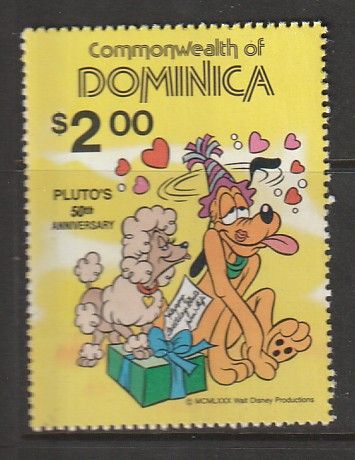 Commonwealth of
DOMINICA
$2.00
PLUTO'S
50th
ANNIVERSARY
© MCMLXXX Walt Disney Productions